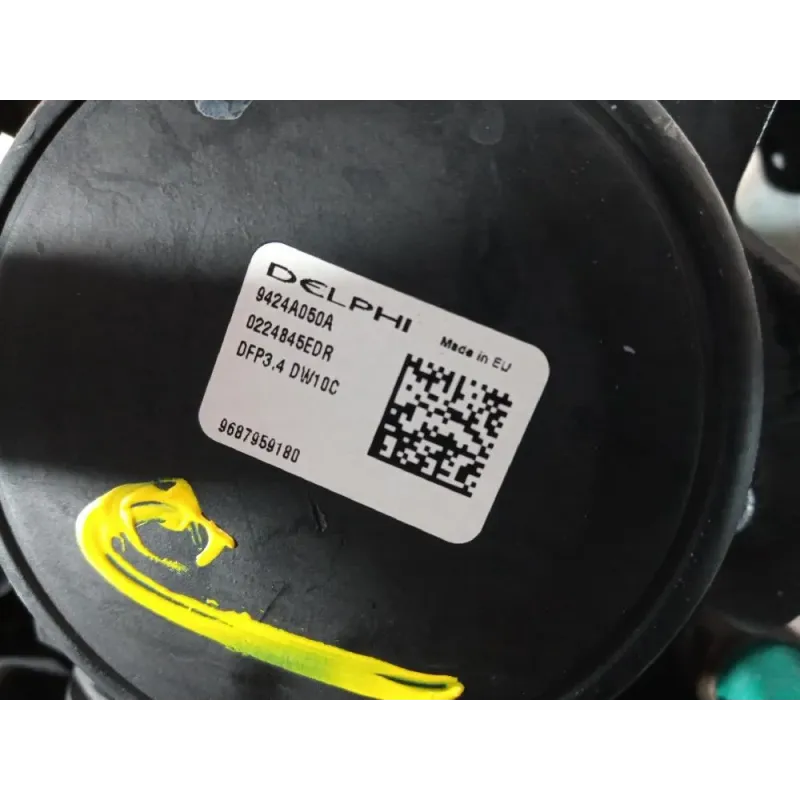 DELPHI
9424A050A
0224845EDR
DFP3.4 DW10C
Made in EU
9687959180